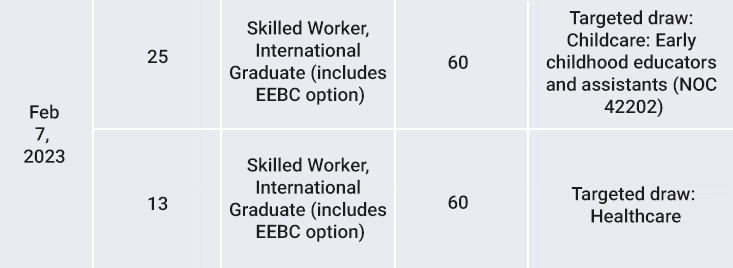 Feb
7,
2023
25
Skilled Worker,
International
Graduate (includes
EEBC option)
60
Targeted draw:
Childcare: Early
childhood educators
and assistants (NOC
42202)
13
Skilled Worker,
International
Graduate (includes
EEBC option)
60
Targeted draw:
Healthcare